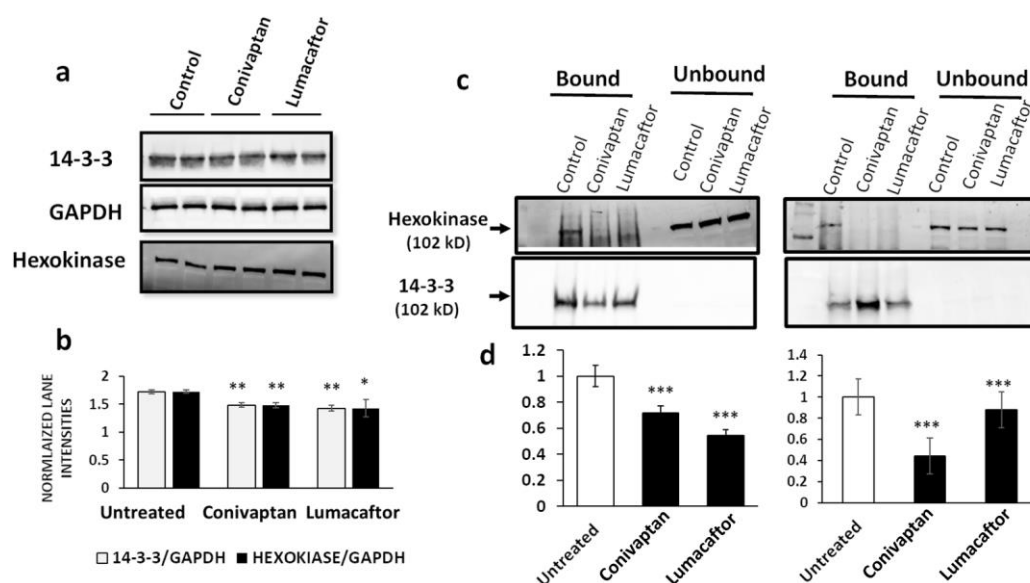 a
Control
Conivaptan
Lumacaftor
14-3-3
GAPDH
Hexokinase
b
NORMLAIZED LANE
INTENSITIES
2
1.5
1
0.5
0
** ** ** *
Untreated Conivaptan Lumacaftor
14-3-3/GAPDH HEXOKIASE/GAPDH
c
Bound Unbound Bound Unbound
Control Conivaptan Lumacaftor Control Conivaptan Lumacaftor Control Conivaptan Lumacaftor Control Conivaptan Lumacaftor
Hexokinase
(102 kD)
14-3-3
(102 kD)
d
1.2
1
0.8
0.6
0.4
0.2
0
*** ***
Untreated Conivaptan Lumacaftor
1.4
1.2
1
0.8
0.6
0.4
0.2
0
*** ***
Untreated Conivaptan Lumacaftor